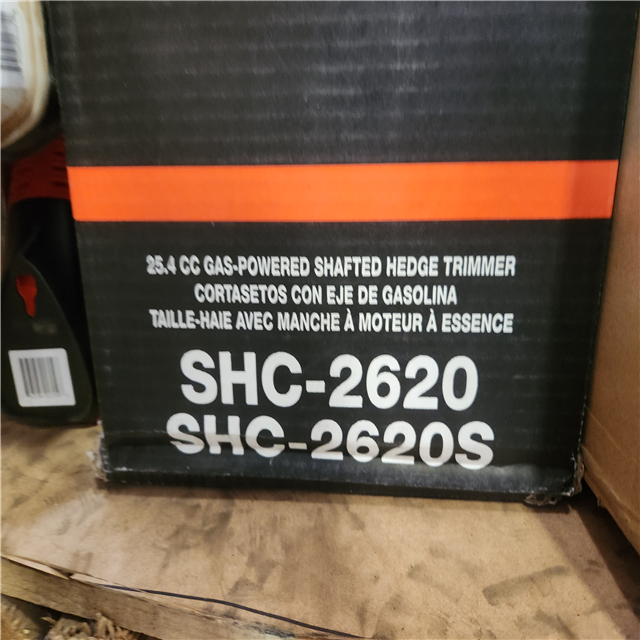 25.4 CC GAS-POWERED SHAFTED HEDGE TRIMMER
CORTASETOS CON EJE DE GASOLINA
TAILLE-HAIE AVEC MANCHE À MOTEUR À ESSENCE
SHC-2620
SHC-2620S